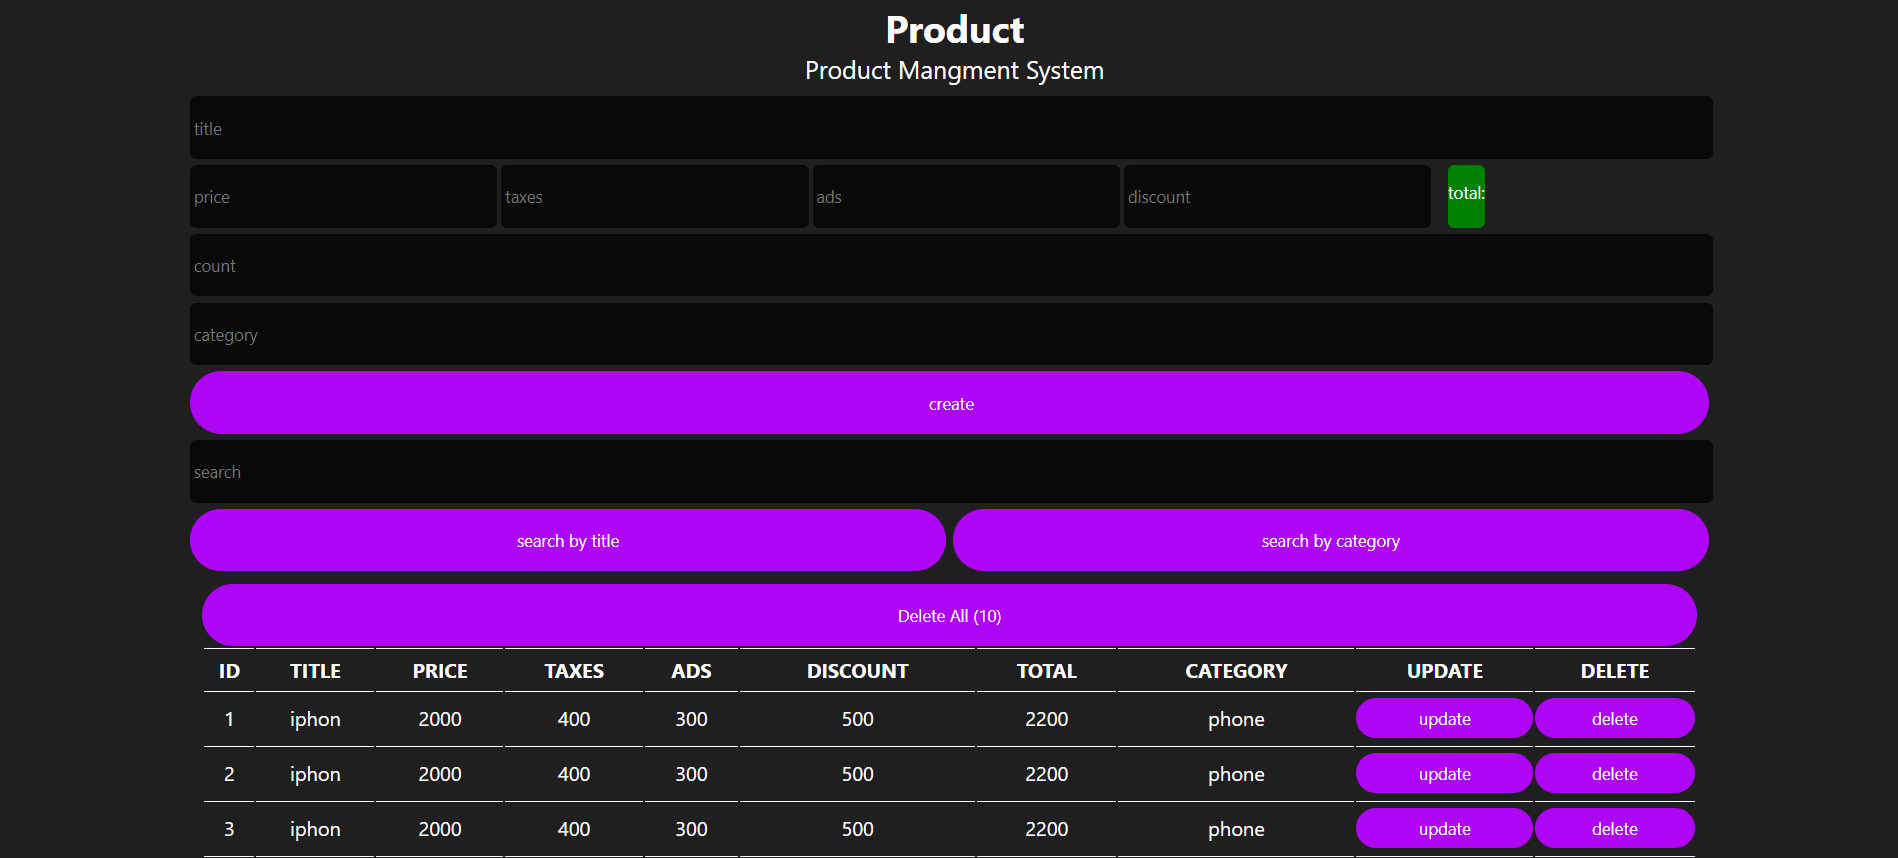 Product
Product Mangment System
title
price taxes ads discount total:
count
category
create
search
search by title search by category
Delete All (10)
ID TITLE PRICE TAXES ADS DISCOUNT TOTAL CATEGORY UPDATE DELETE
1 iphon 2000 400 300 500 2200 phone update delete
2 iphon 2000 400 300 500 2200 phone update delete
3 iphon 2000 400 300 500 2200 phone update delete